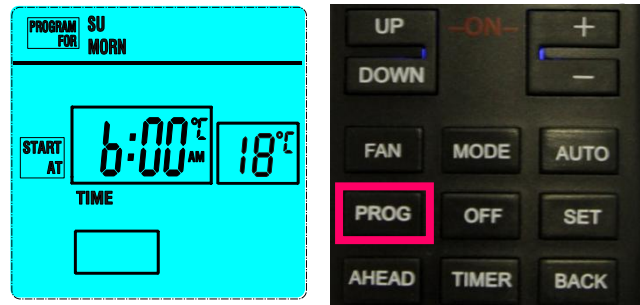 PROGRAM SU
FOR MORN
START 6:00 °C AM 18°C
AT
TIME
UP -ON- +
DOWN -
FAN MODE AUTO
PROG OFF SET
AHEAD TIMER BACK